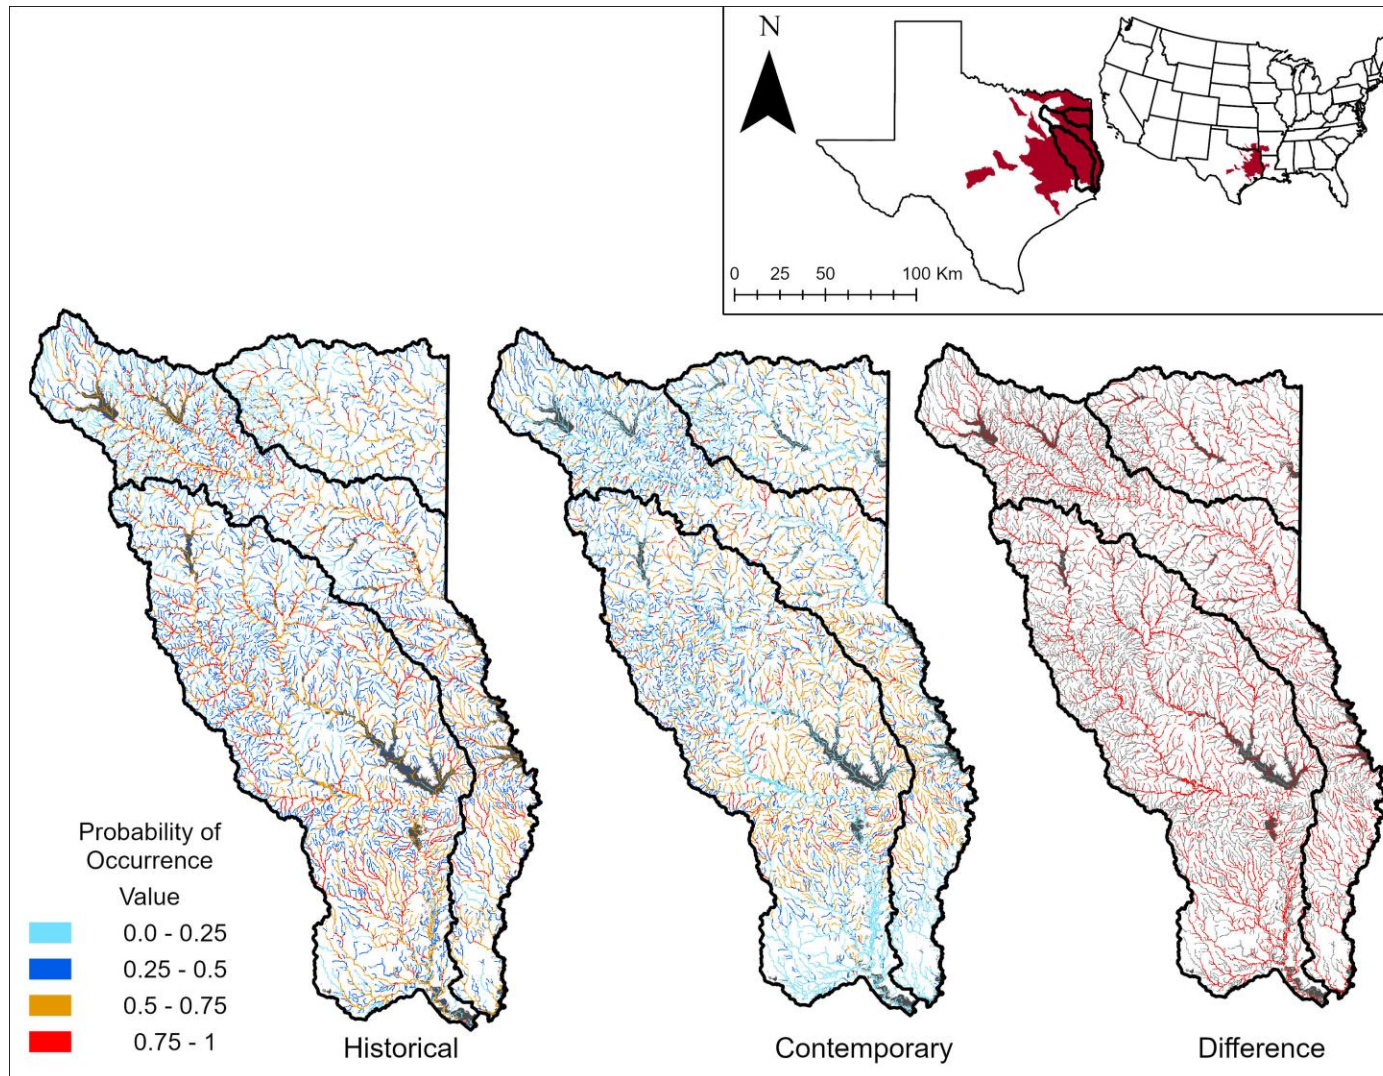 N
0 25 50 100 Km
Probability of
Occurrence
Value
0.0 - 0.25
0.25 - 0.5
0.5 - 0.75
0.75 - 1
Historical
Contemporary
Difference